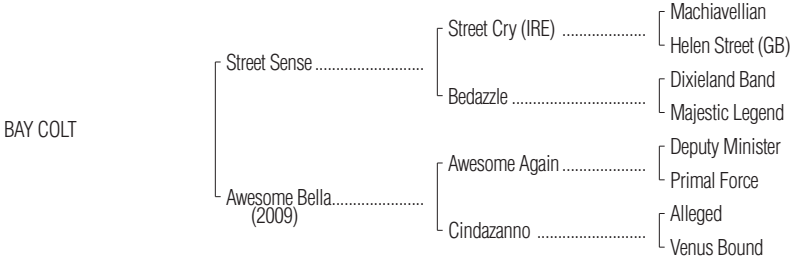 Machiavellian
Street Cry (IRE) ....................
Helen Street (GB)
Street Sense ..........................
Dixieland Band
Bedazzle ................................
Majestic Legend
BAY COLT
Deputy Minister
Awesome Again ....................
Primal Force
Awesome Bella......................
(2009)
Alleged
Cindazanno ..........................
Venus Bound